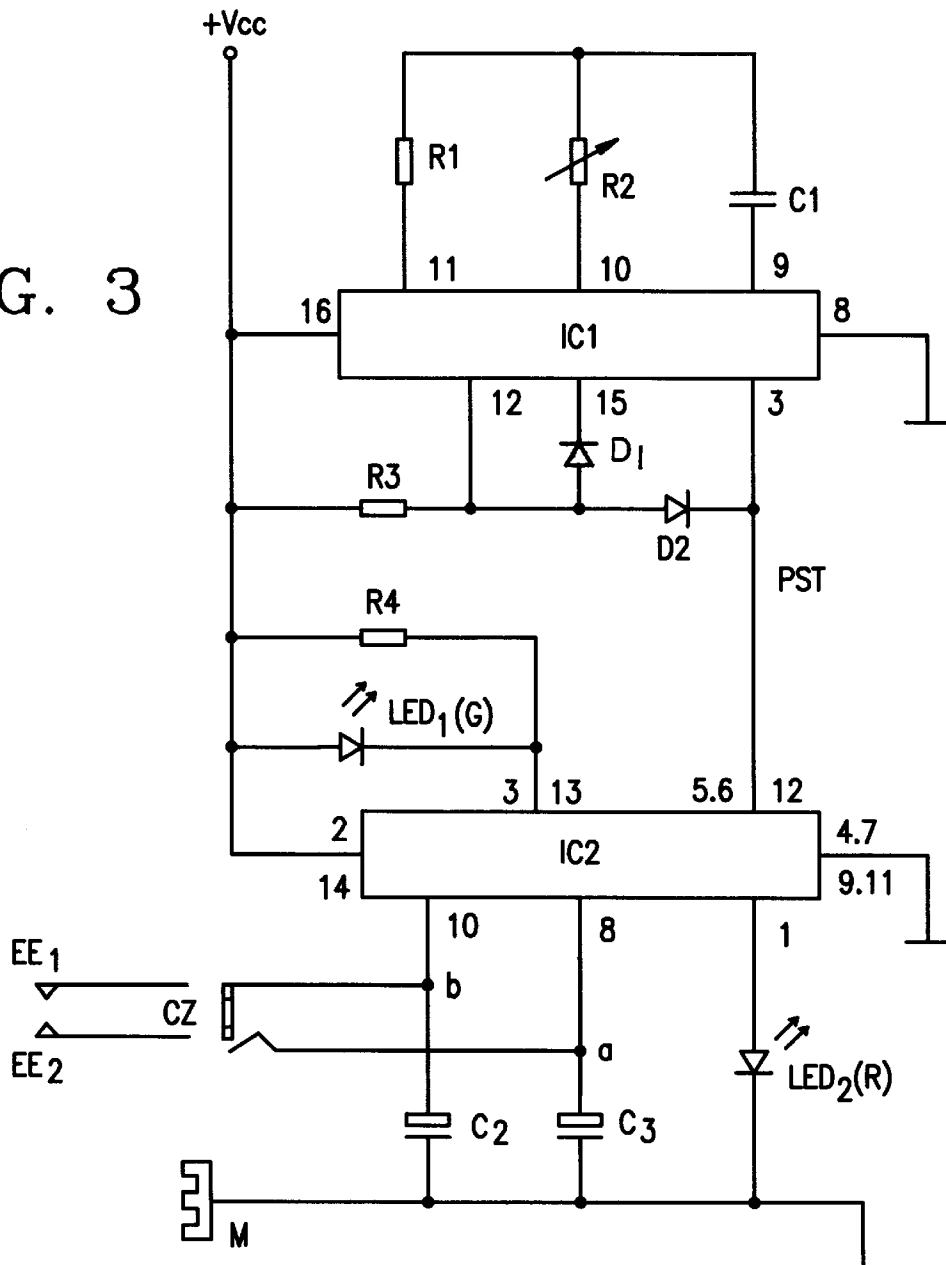 +Vcc
R1
R2
C1
11
10
9
G. 3
16
IC1
8
12
15
3
D1
R3
D2
PST
R4
LED1(G)
3
13
5.6
12
2
IC2
4.7
14
9.11
10
8
1
EE1
b
CZ
a
EE2
LED2(R)
C2
C3
M